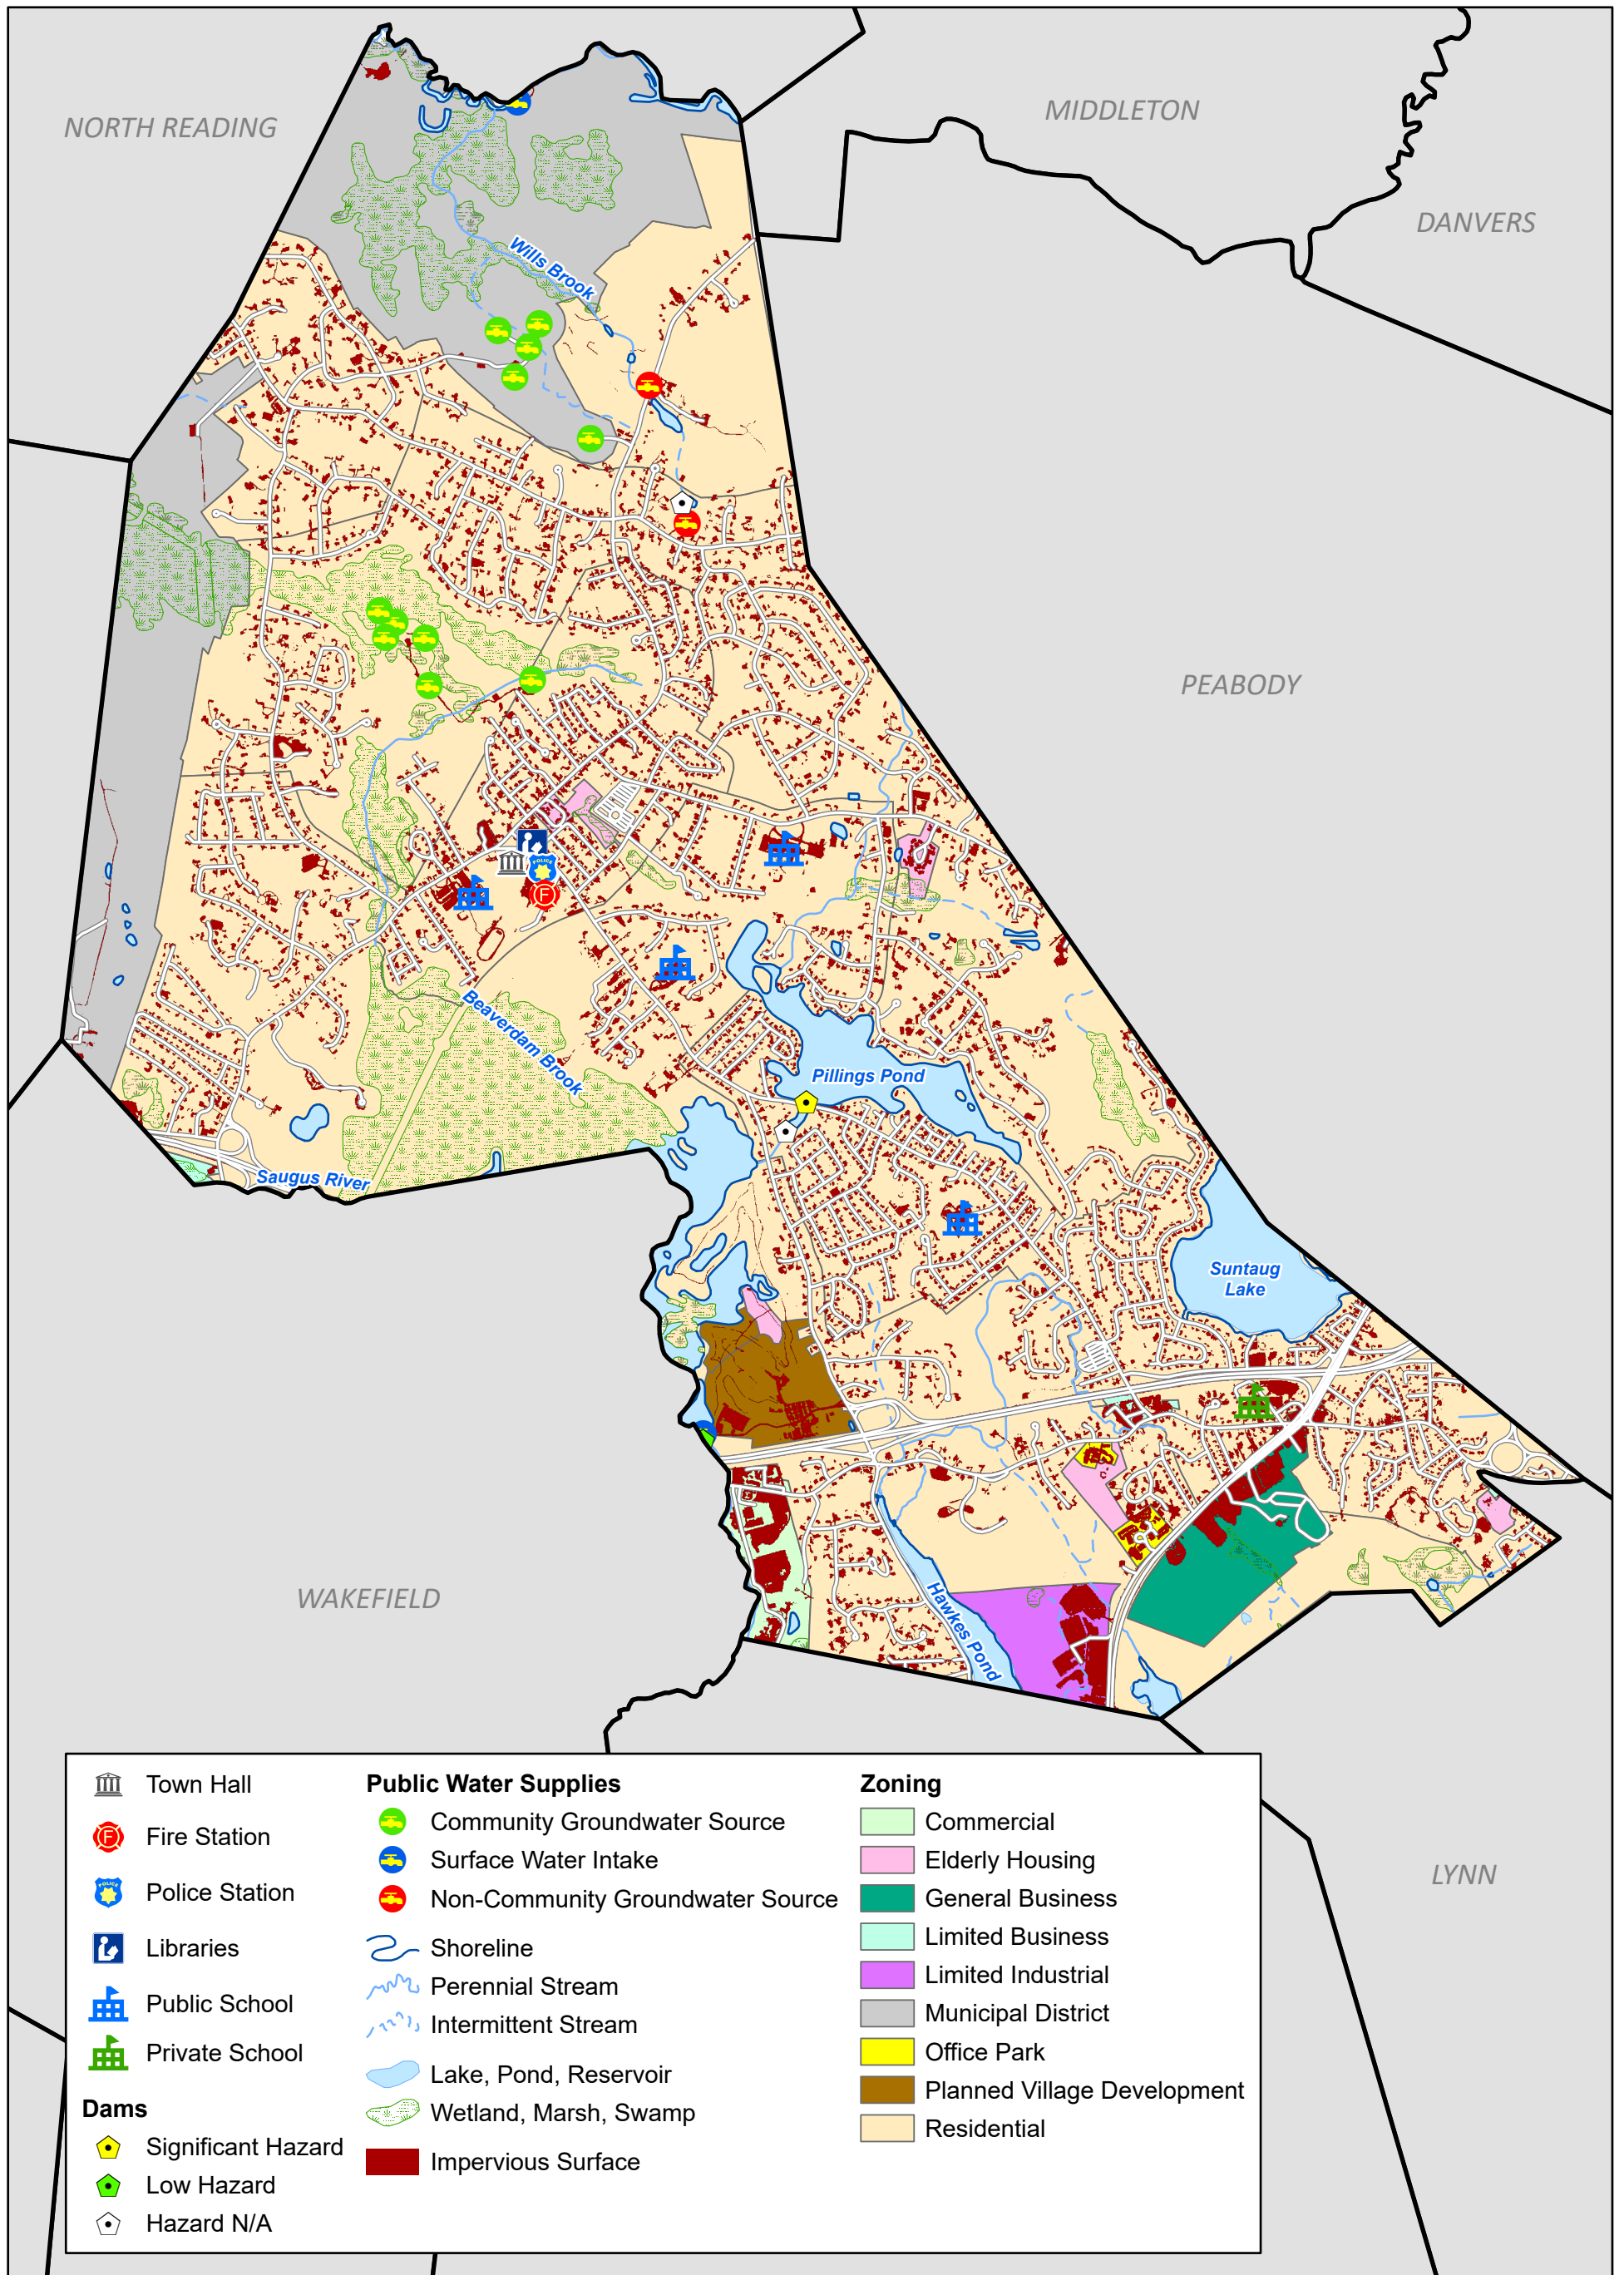 NORTH READING
MIDDLETON
DANVERS
Wills Brook
PEABODY
POLICE
F
Beaverdam Brook
Pillings Pond
Saugus River
Suntaug
Lake
WAKEFIELD
Hawkes Pond
LYNN
Town Hall
F
Fire Station
POLICE
Police Station
Libraries
Public School
Private School
Dams
Significant Hazard
Low Hazard
Hazard N/A
Public Water Supplies
Community Groundwater Source
Surface Water Intake
Non-Community Groundwater Source
Shoreline
Perennial Stream
Intermittent Stream
Lake, Pond, Reservoir
Wetland, Marsh, Swamp
Impervious Surface
Zoning
Commercial
Elderly Housing
General Business
Limited Business
Limited Industrial
Municipal District
Office Park
Planned Village Development
Residential